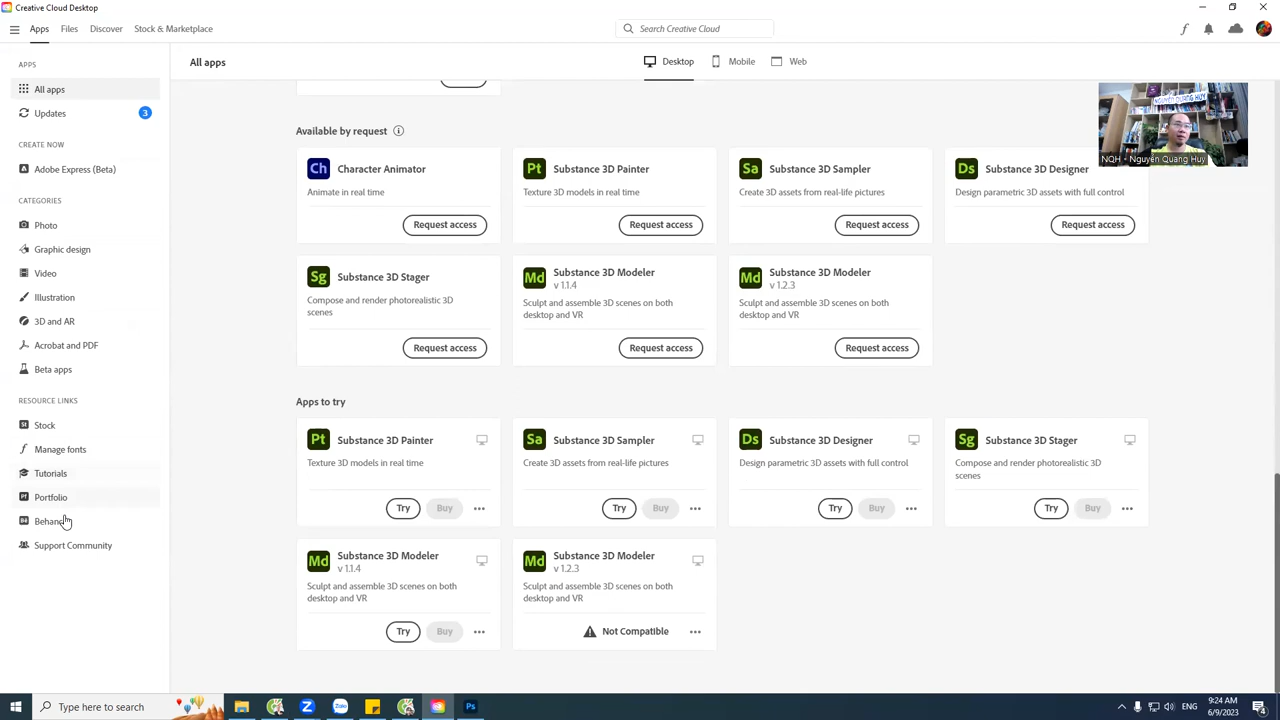 Creative Cloud Desktop
Apps
Files
Discover
Stock & Marketplace
Search Creative Cloud
APPS
All apps
Updates
3
CREATE NOW
Adobe Express (Beta)
CATEGORIES
Photo
Graphic design
Video
Illustration
3D and AR
Acrobat and PDF
Beta apps
RESOURCE LINKS
St Stock
Manage fonts
Tutorials
Pf Portfolio
Support Community
All apps
Desktop
Mobile
Web
NGUYỄN QUANG HUY
NQH - Nguyễn Quang Huy
Available by request
Ch Character Animator
Animate in real time
Request access
Pt Substance 3D Painter
Texture 3D models in real time
Request access
Sa Substance 3D Sampler
Create 3D assets from real-life pictures
Request access
Ds Substance 3D Designer
Design parametric 3D assets with full control
Request access
Sg Substance 3D Stager
Compose and render photorealistic 3D
scenes
Request access
Md Substance 3D Modeler
v 1.1.4
Sculpt and assemble 3D scenes on both
desktop and VR
Request access
Md Substance 3D Modeler
v 1.2.3
Sculpt and assemble 3D scenes on both
desktop and VR
Request access
Apps to try
Pt Substance 3D Painter
Texture 3D models in real time
Try Buy
Sa Substance 3D Sampler
Create 3D assets from real-life pictures
Try Buy
Ds Substance 3D Designer
Design parametric 3D assets with full control
Try Buy
Sg Substance 3D Stager
Compose and render photorealistic 3D
scenes
Try Buy
Md Substance 3D Modeler
v 1.1.4
Sculpt and assemble 3D scenes on both
desktop and VR
Try Buy
Md Substance 3D Modeler
v 1.2.3
Sculpt and assemble 3D scenes on both
desktop and VR
Not Compatible
Type here to search
Zalo
Ps
ENG
9:24 AM
6/9/2023
4